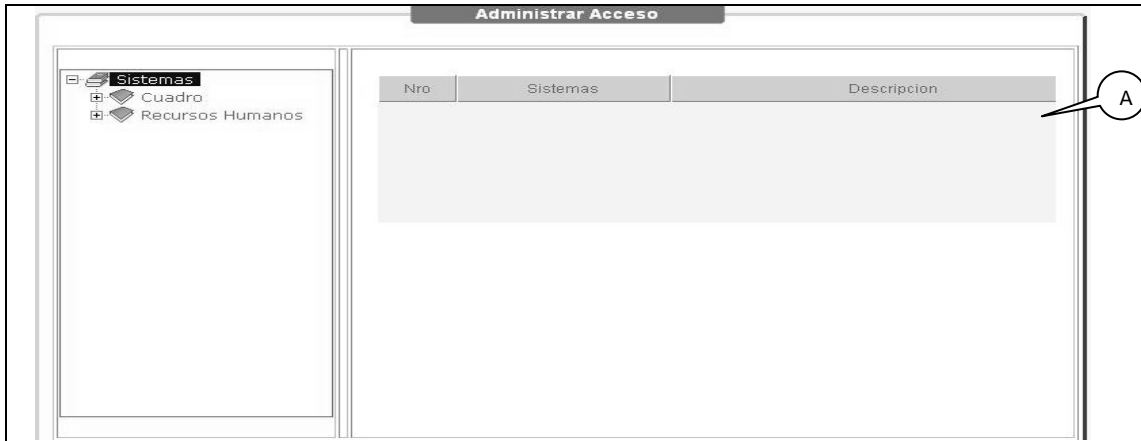 Administrar Acceso
Sistemas
Cuadro
Recursos Humanos
Nro Sistemas Descripcion
A